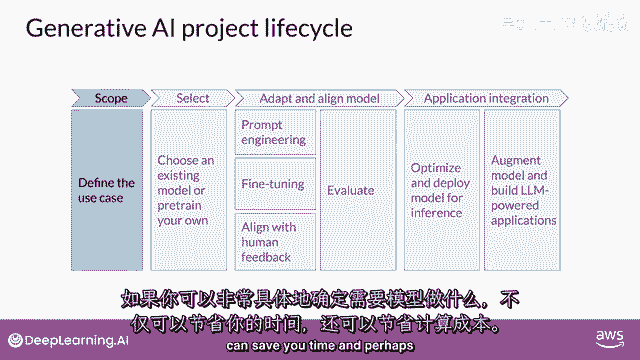 Generative AI project lifecycle
Scope
Select
Adapt and align model
Application integration
Define the
use case
Choose an
existing
model or
pretrain
your own
Prompt
engineering
Fine-tuning
Align with
human
feedback
Evaluate
Optimize
and deploy
model for
inference
Augment
model and
build LLM-
powered
applications
如果你可以非常具体地确定需要模型做什么，不
仅可以节省你的时间，还可以节省计算成本。
can save you time and perhaps
DeepLearning.AI
aws